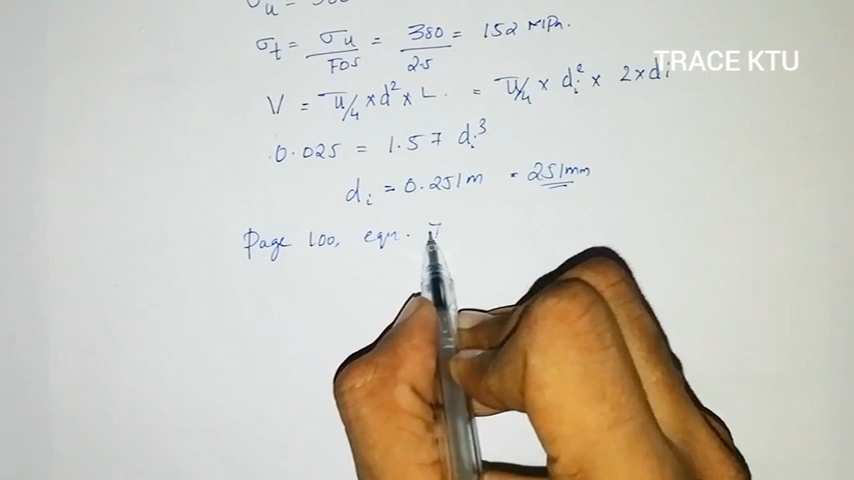 σu =
σt = σu/FOS = 380/2.5 = 152 MPa.
TRACE KTU
V = π/4 × d² × L. = π/4 × di² × 2 × di
0.025 = 1.57 di³
di = 0.251m = 251mm
Page 100, eqn.